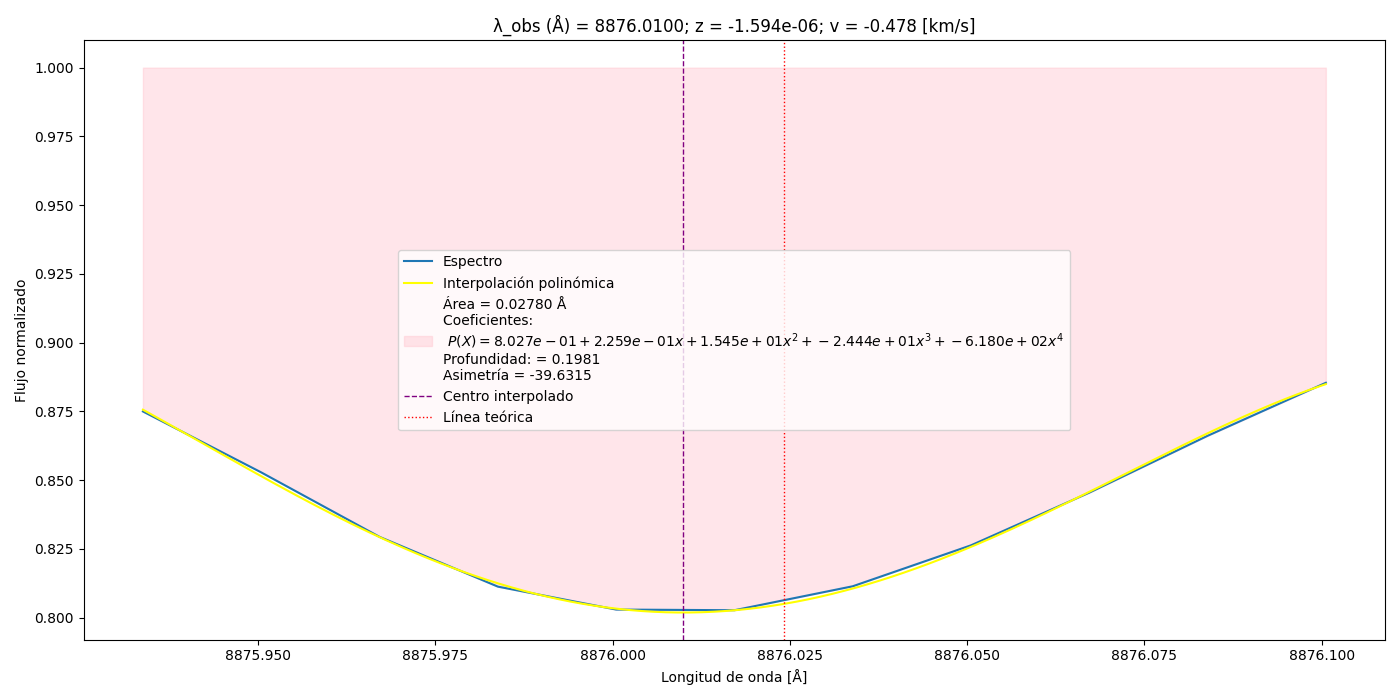 λ_obs (Å) = 8876.0100; z = -1.594e-06; v = -0.478 [km/s]
1.000
0.975
0.950
0.925
0.900
0.875
0.850
0.825
0.800
Flujo normalizado
Espectro
Interpolación polinómica
Área = 0.02780 Å
Coeficientes:
P(X) = 8.027e − 01 + 2.259e − 01x + 1.545e + 01x² + −2.444e + 01x³ + −6.180e + 02x⁴
Profundidad: = 0.1981
Asimetría = -39.6315
Centro interpolado
Línea teórica
8875.950
8875.975
8876.000
8876.025
8876.050
8876.075
8876.100
Longitud de onda [Å]